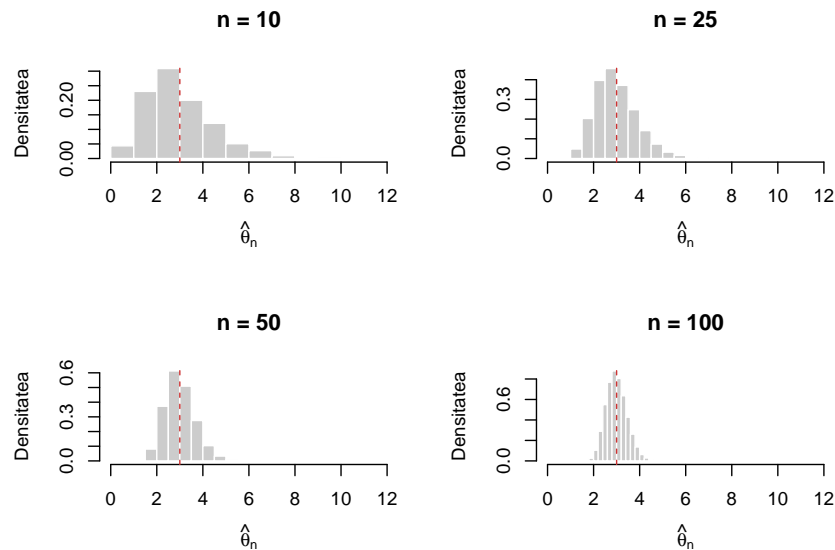 n = 10
Densitatea
0.00 0.20
0 2 4 6 8 10 12
θ̂n
n = 25
Densitatea
0.0 0.3
0 2 4 6 8 10 12
θ̂n
n = 50
Densitatea
0.0 0.3 0.6
0 2 4 6 8 10 12
θ̂n
n = 100
Densitatea
0.0 0.6
0 2 4 6 8 10 12
θ̂n